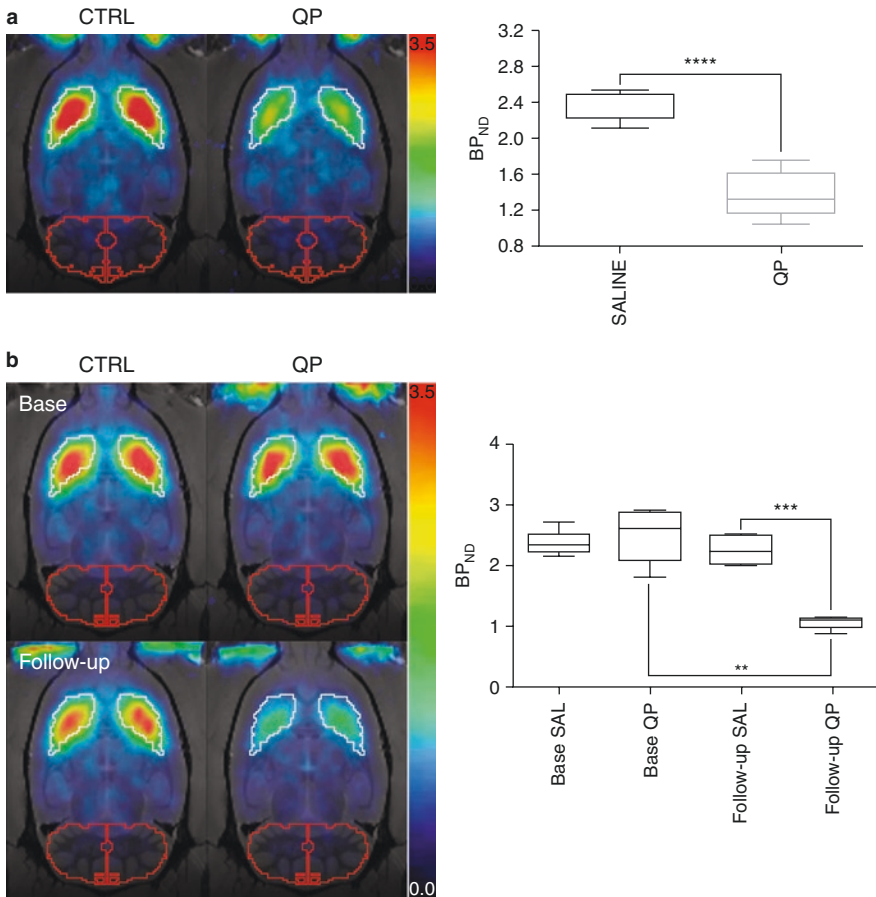 a
CTRL
QP
3.5
3.2
2.8
2.4
2.0
1.6
1.2
0.8
BPND
****
SALINE
QP
b
CTRL
QP
Base
3.5
Follow-up
0.0
4
3
2
1
0
BPND
***
**
Base SAL
Base QP
Follow-up SAL
Follow-up QP